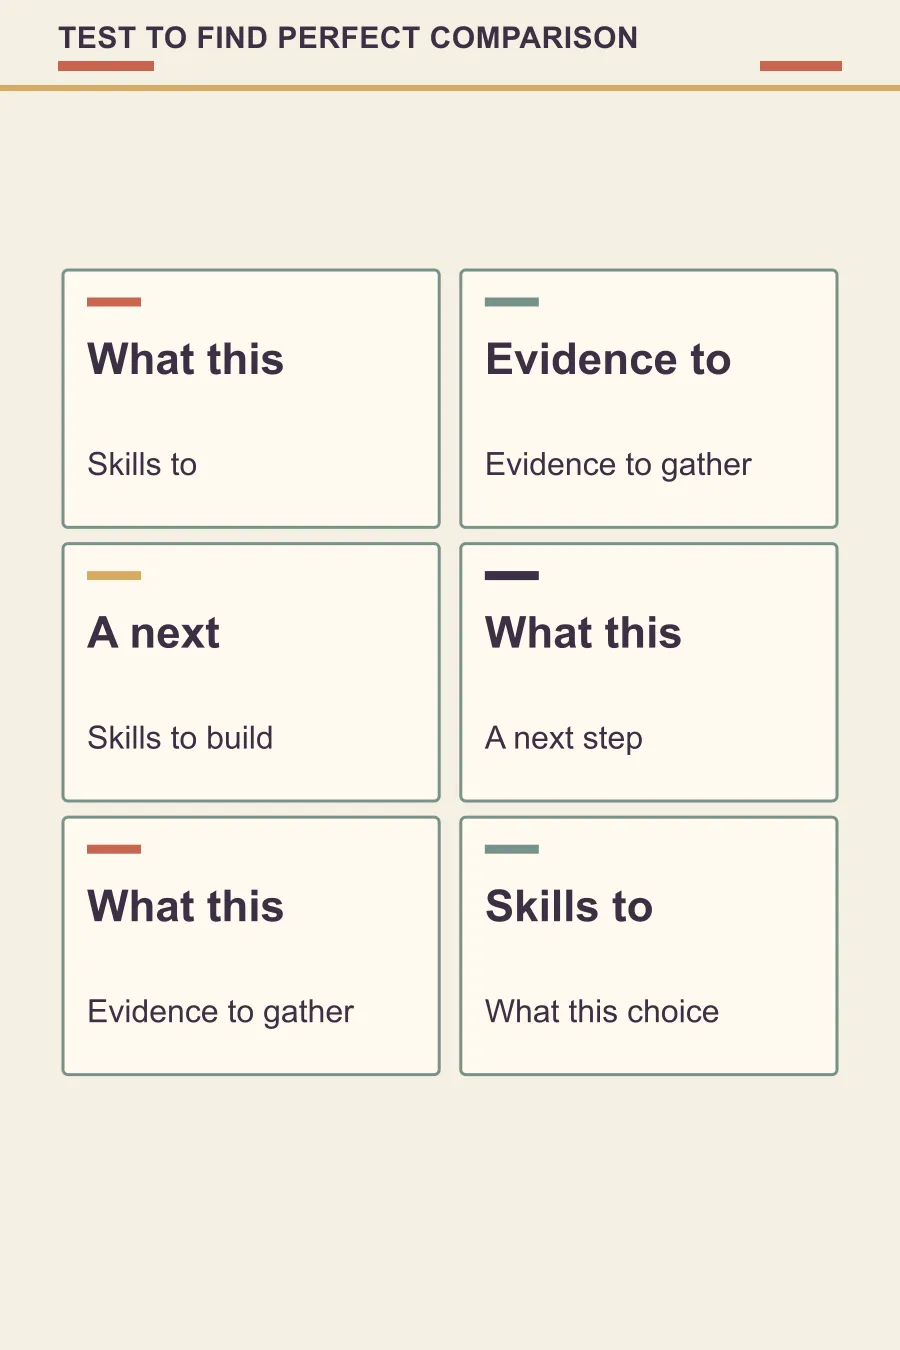 TEST TO FIND PERFECT COMPARISON
What this
Skills to
Evidence to
Evidence to gather
A next
Skills to build
What this
A next step
What this
Evidence to gather
Skills to
What this choice